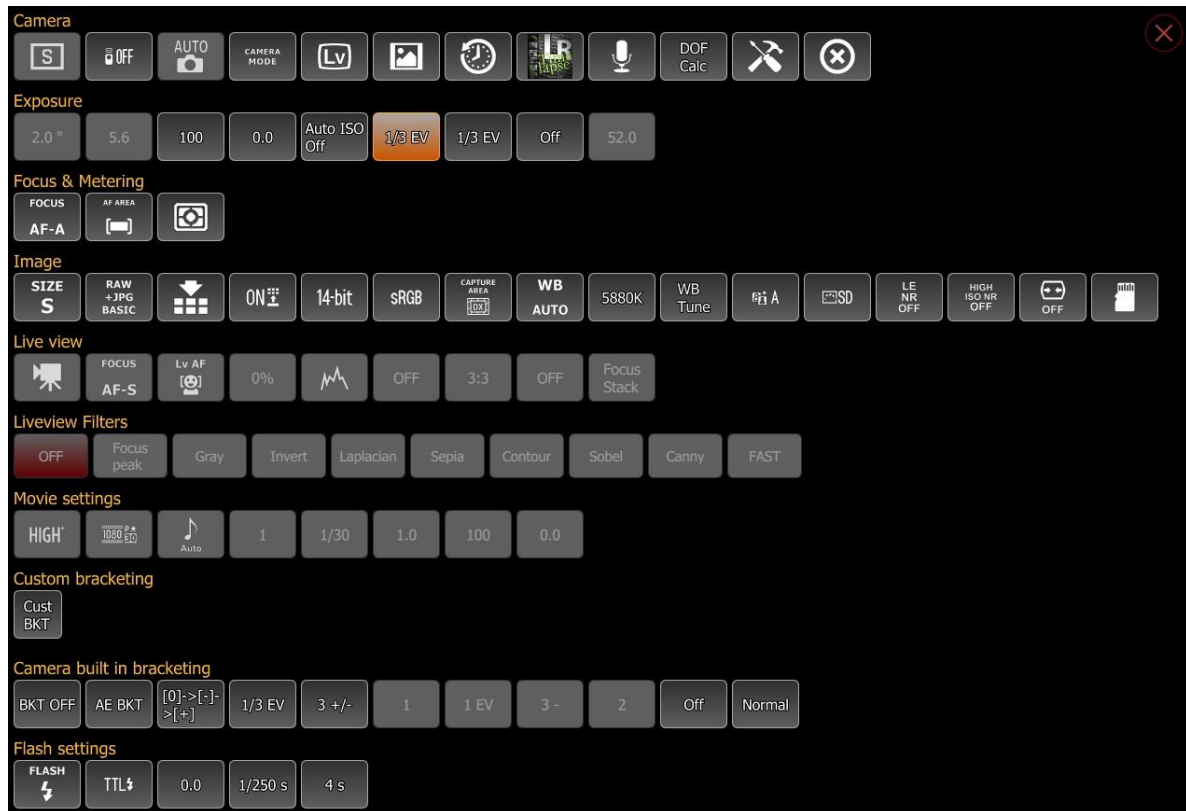 Camera
S
OFF
AUTO
CAMERA
MODE
Lv
LR
lapse
DOF
Calc
Exposure
2.0 "
5.6
100
0.0
Auto ISO
Off
1/3 EV
1/3 EV
Off
52.0
Focus & Metering
FOCUS
AF-A
AF AREA
Image
SIZE
S
RAW
+JPG
BASIC
ON
14-bit
sRGB
CAPTURE
AREA
DX
WB
AUTO
5880K
WB
Tune
A
SD
LE
NR
OFF
HIGH
ISO NR
OFF
OFF
Live view
FOCUS
AF-S
Lv AF
0%
OFF
3:3
OFF
Focus
Stack
Liveview Filters
OFF
Focus
peak
Gray
Invert
Laplacian
Sepia
Contour
Sobel
Canny
FAST
Movie settings
HIGH*
1080 P★
30
Auto
1
1/30
1.0
100
0.0
Custom bracketing
Cust
BKT
Camera built in bracketing
BKT OFF
AE BKT
[0]->[-]-
>[+]
1/3 EV
3 +/-
1
1 EV
3 -
2
Off
Normal
Flash settings
FLASH
TTL
0.0
1/250 s
4 s